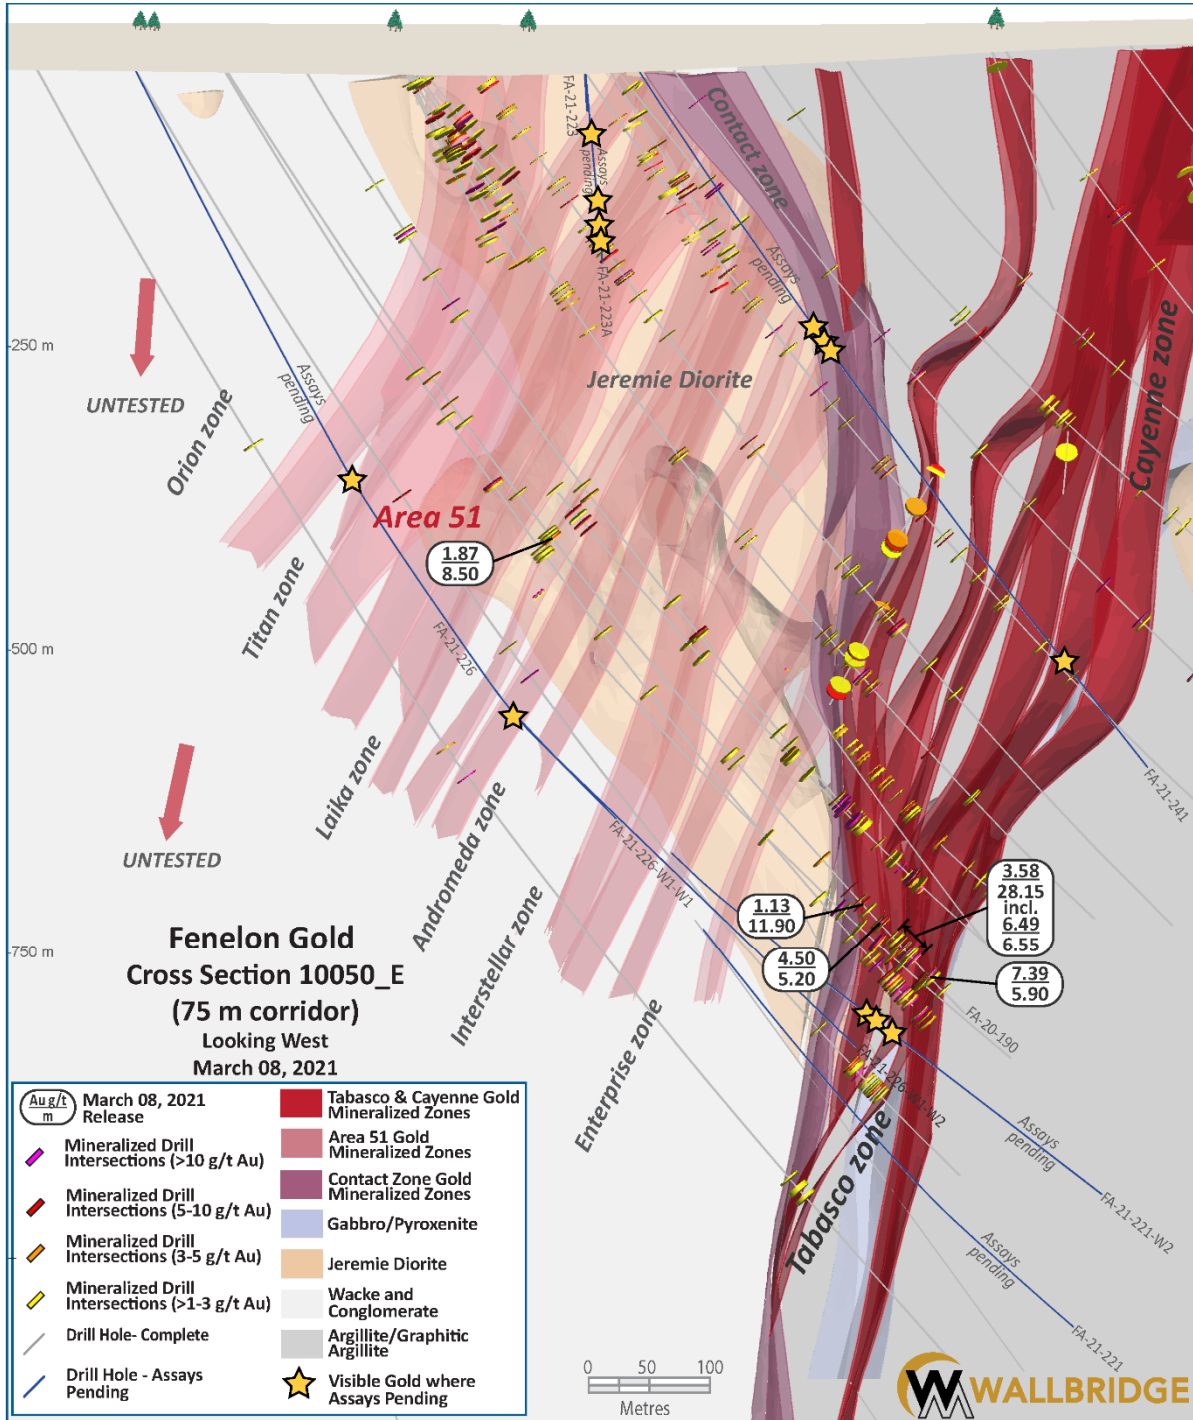 FA-21-223
Assays
pending
FA-21-223A
Contact zone
Assays
pending
250 m
UNTESTED
Orion zone
Assays
pending
Jeremie Diorite
Cayenne zone
Area 51
1.87
8.50
Titan zone
500 m
FA-21-226
Laika zone
UNTESTED
Andromeda zone
FA-21-226-W1-W1
FA-21-241
Interstellar zone
Enterprise zone
1.13
11.90
4.50
5.20
3.58
28.15
incl.
6.49
6.55
7.39
5.90
750 m
FA-20-190
FA-21-226-W1-W2
Tabasco zone
Assays
pending
FA-21-221-W2
Assays
pending
FA-21-221
Fenelon Gold
Cross Section 10050_E
(75 m corridor)
Looking West
March 08, 2021
Au g/t
m
March 08, 2021
Release
Mineralized Drill
Intersections (>10 g/t Au)
Mineralized Drill
Intersections (5-10 g/t Au)
Mineralized Drill
Intersections (3-5 g/t Au)
Mineralized Drill
Intersections (>1-3 g/t Au)
Drill Hole- Complete
Drill Hole - Assays
Pending
Tabasco & Cayenne Gold
Mineralized Zones
Area 51 Gold
Mineralized Zones
Contact Zone Gold
Mineralized Zones
Gabbro/Pyroxenite
Jeremie Diorite
Wacke and
Conglomerate
Argillite/Graphitic
Argillite
Visible Gold where
Assays Pending
0 50 100
Metres
WALLBRIDGE